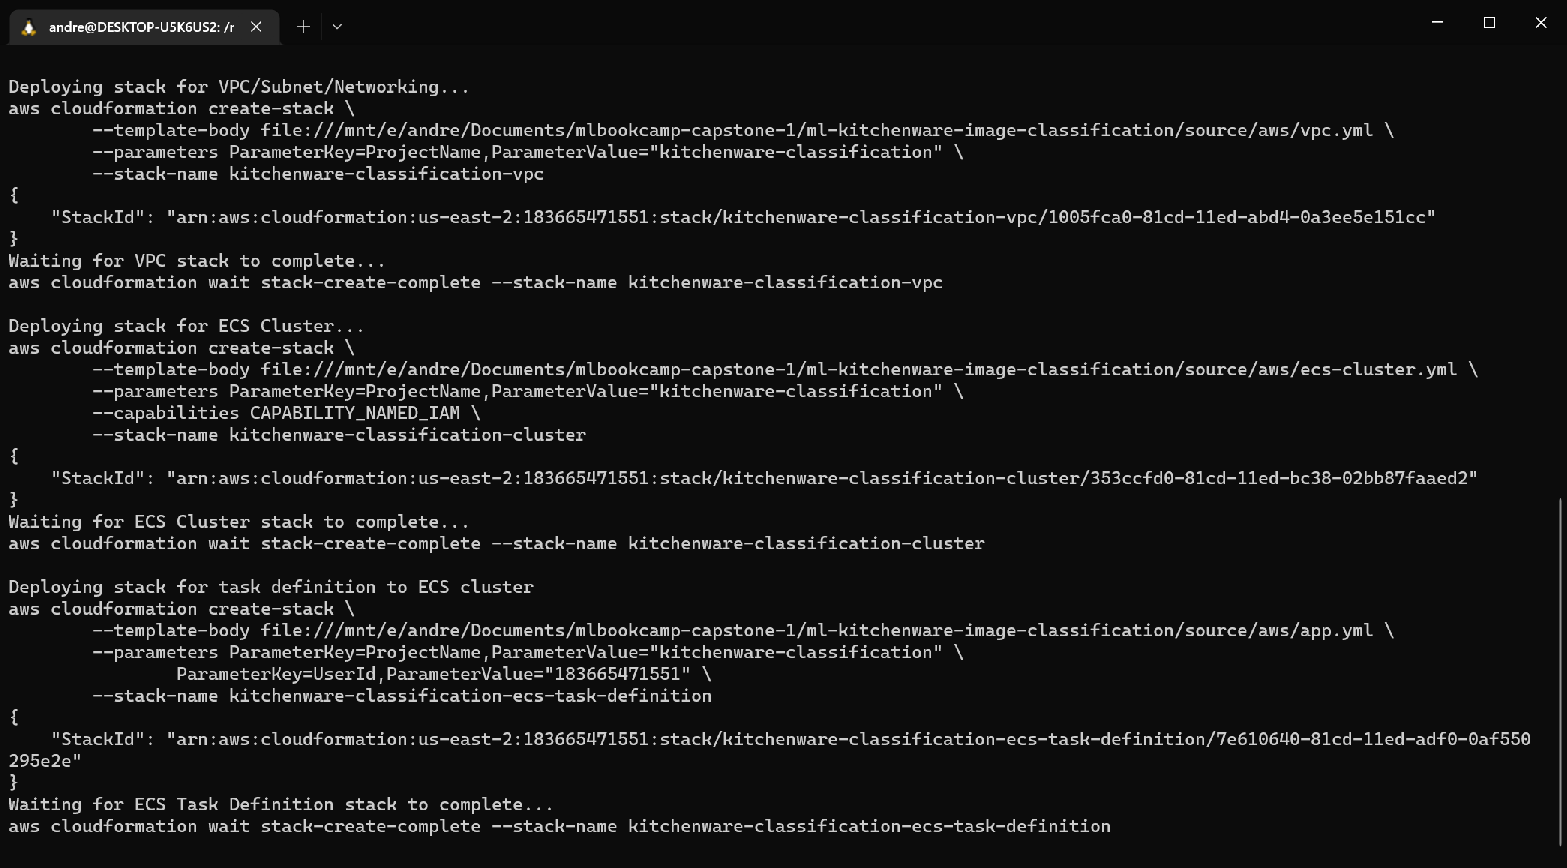 andre@DESKTOP-U5K6US2: /r
Deploying stack for VPC/Subnet/Networking...
aws cloudformation create-stack \
        --template-body file:///mnt/e/andre/Documents/mlbookcamp-capstone-1/ml-kitchenware-image-classification/source/aws/vpc.yml \
        --parameters ParameterKey=ProjectName,ParameterValue="kitchenware-classification" \
        --stack-name kitchenware-classification-vpc
{
    "StackId": "arn:aws:cloudformation:us-east-2:183665471551:stack/kitchenware-classification-vpc/1005fca0-81cd-11ed-abd4-0a3ee5e151cc"
}
Waiting for VPC stack to complete...
aws cloudformation wait stack-create-complete --stack-name kitchenware-classification-vpc
Deploying stack for ECS Cluster...
aws cloudformation create-stack \
        --template-body file:///mnt/e/andre/Documents/mlbookcamp-capstone-1/ml-kitchenware-image-classification/source/aws/ecs-cluster.yml \
        --parameters ParameterKey=ProjectName,ParameterValue="kitchenware-classification" \
        --capabilities CAPABILITY_NAMED_IAM \
        --stack-name kitchenware-classification-cluster
{
    "StackId": "arn:aws:cloudformation:us-east-2:183665471551:stack/kitchenware-classification-cluster/353ccfd0-81cd-11ed-bc38-02bb87faaed2"
}
Waiting for ECS Cluster stack to complete...
aws cloudformation wait stack-create-complete --stack-name kitchenware-classification-cluster
Deploying stack for task definition to ECS cluster
aws cloudformation create-stack \
        --template-body file:///mnt/e/andre/Documents/mlbookcamp-capstone-1/ml-kitchenware-image-classification/source/aws/app.yml \
        --parameters ParameterKey=ProjectName,ParameterValue="kitchenware-classification" \
                ParameterKey=UserId,ParameterValue="183665471551" \
        --stack-name kitchenware-classification-ecs-task-definition
{
    "StackId": "arn:aws:cloudformation:us-east-2:183665471551:stack/kitchenware-classification-ecs-task-definition/7e610640-81cd-11ed-adf0-0af550
295e2e"
}
Waiting for ECS Task Definition stack to complete...
aws cloudformation wait stack-create-complete --stack-name kitchenware-classification-ecs-task-definition